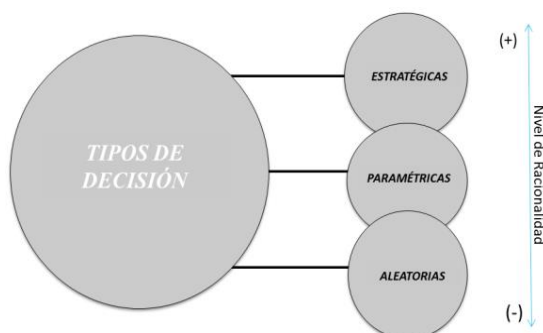 (+)
ESTRATÉGICAS
TIPOS DE
DECISIÓN
PARAMÉTRICAS
Nivel de Racionalidad
ALEATORIAS
(-)